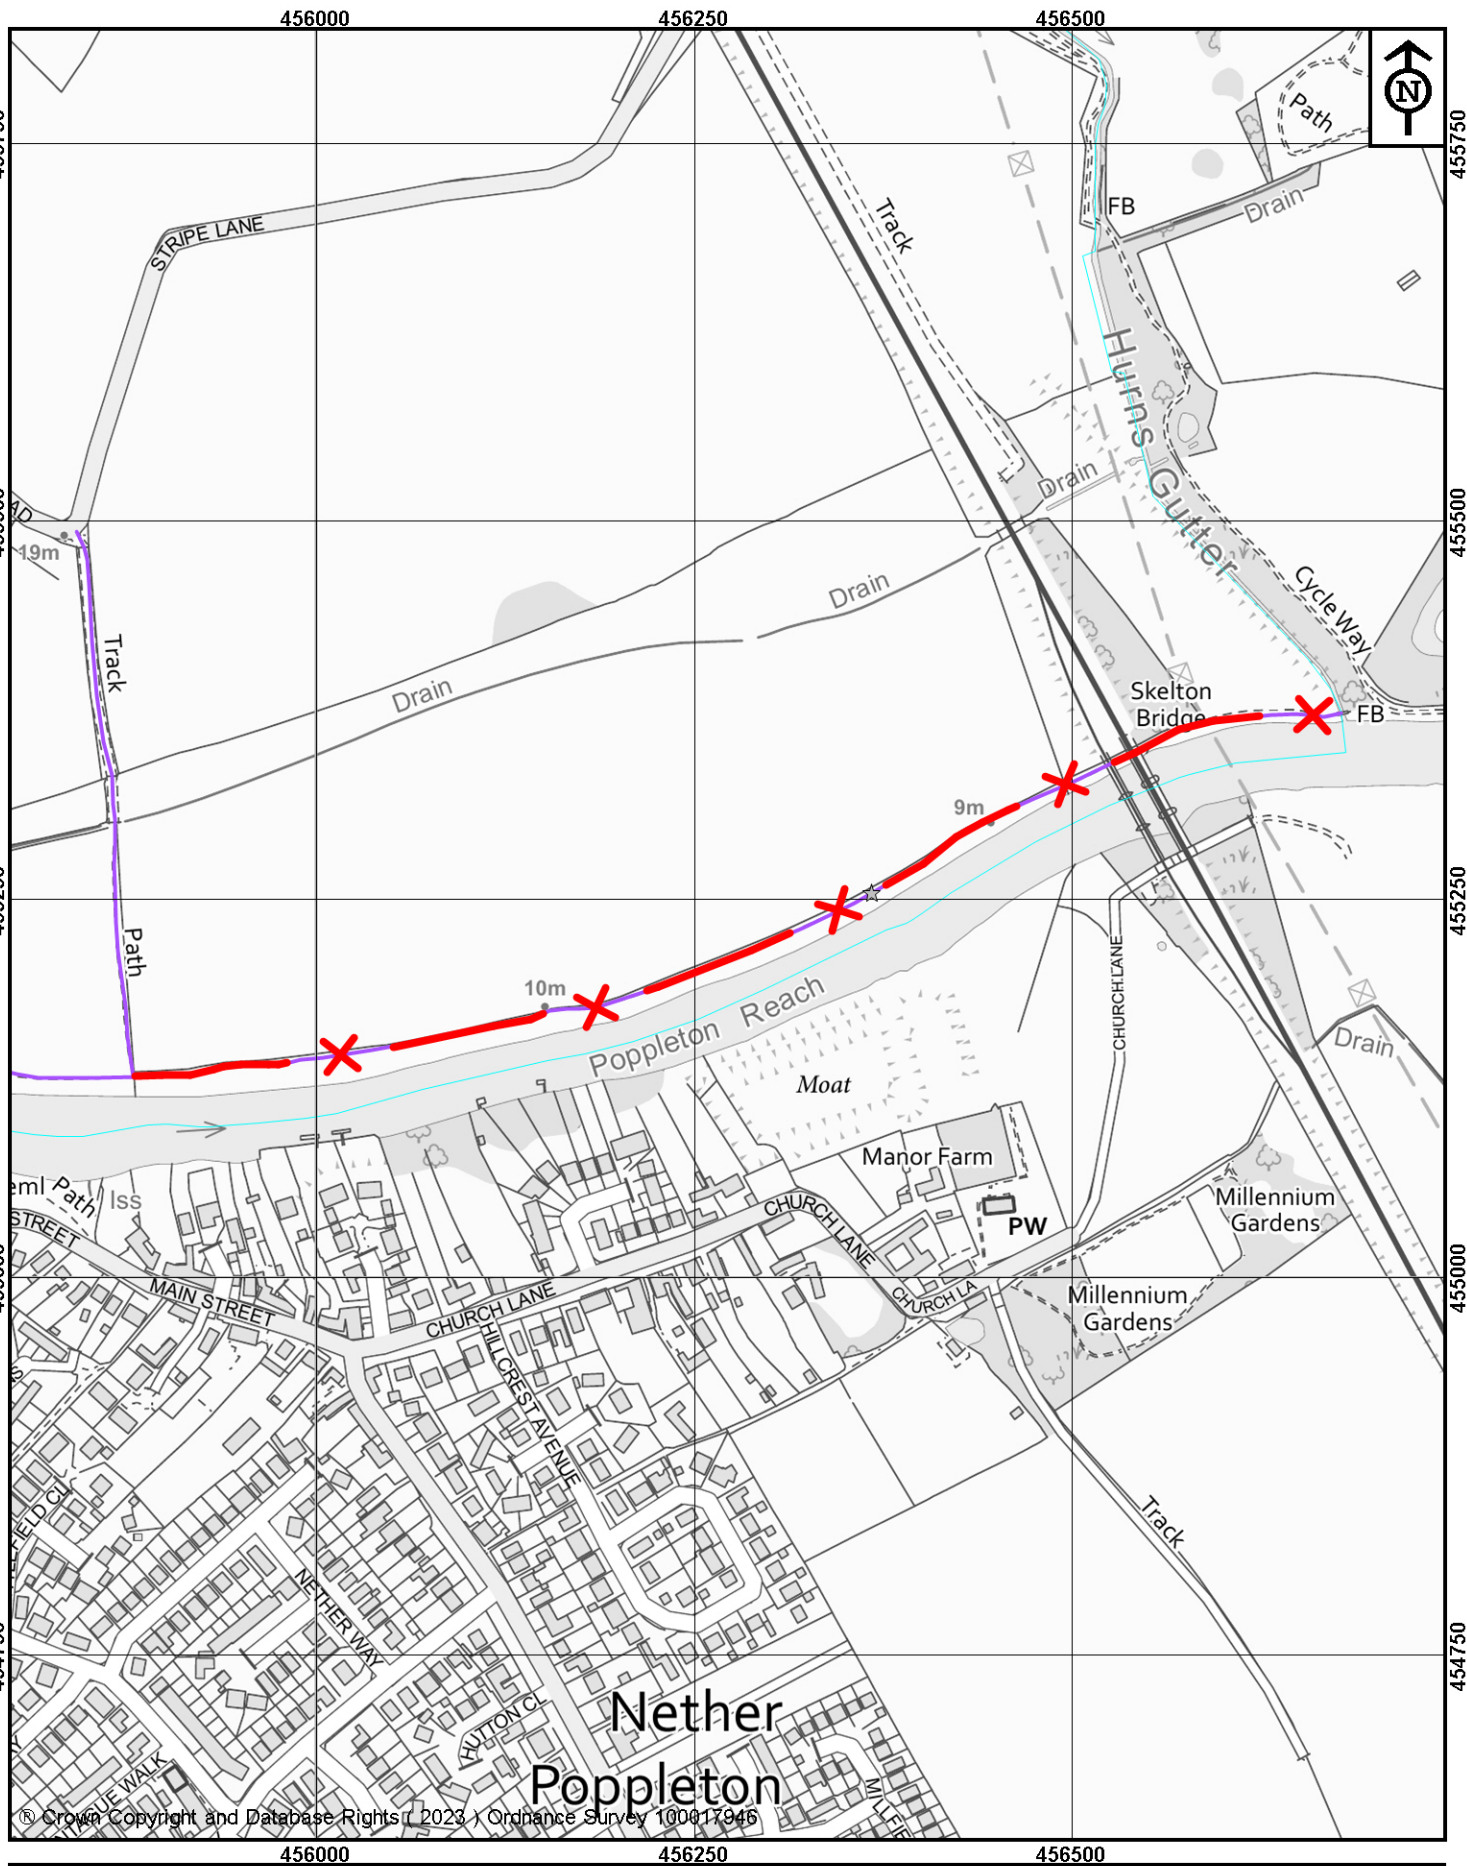 456000
456250
456500
N
Path
455750
FB
Drain
Track
STRIPE LANE
Hurns
Gutter
Drain
AD
19m
455500
Drain
Cycle Way
Track
Skelton
Bridge
FB
Drain
9m
455250
Path
10m
CHURCH LANE
Poppleton Reach
Drain
Moat
Manor Farm
Path
Iss
Millennium
Gardens
CHURCH LANE
PW
STREET
455000
MAIN STREET
CHURCH LANE
CHURCH LA
Millennium
Gardens
HILLCREST AVENUE
Track
NETHER WAY
454750
HUTTON CL
Nether
Poppleton
® Crown Copyright and Database Rights ( 2023 ) Ordnance Survey 100017946
456000
456250
456500